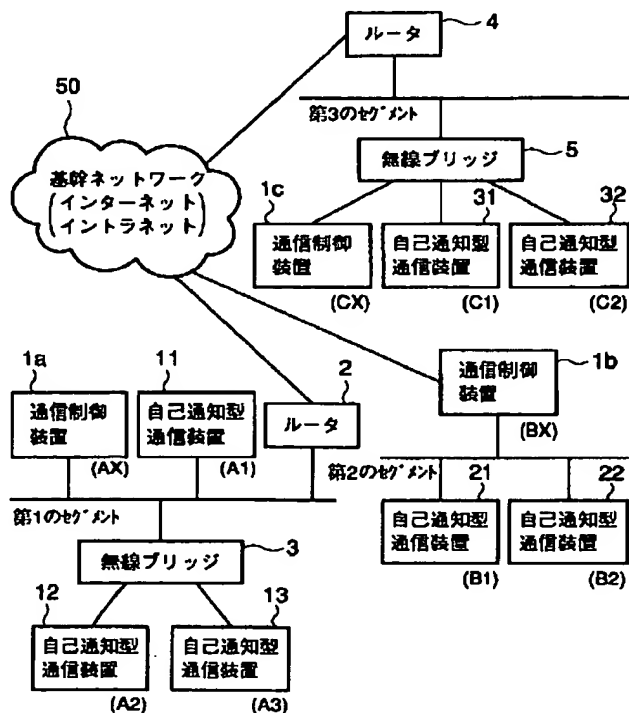 4
ルータ
50
第3のセグメント
基幹ネットワーク
(インターネット)
(イントラネット)
無線ブリッジ
5
1c
31
32
通信制御
装置
(CX)
自己通知型
通信装置
(C1)
自己通知型
通信装置
(C2)
1a
11
2
1b
通信制御
装置
(AX)
自己通知型
通信装置
(A1)
ルータ
通信制御
装置
(BX)
第1のセグメント
第2のセグメント
21
22
自己通知型
通信装置
(B1)
自己通知型
通信装置
(B2)
無線ブリッジ
3
12
13
自己通知型
通信装置
(A2)
自己通知型
通信装置
(A3)